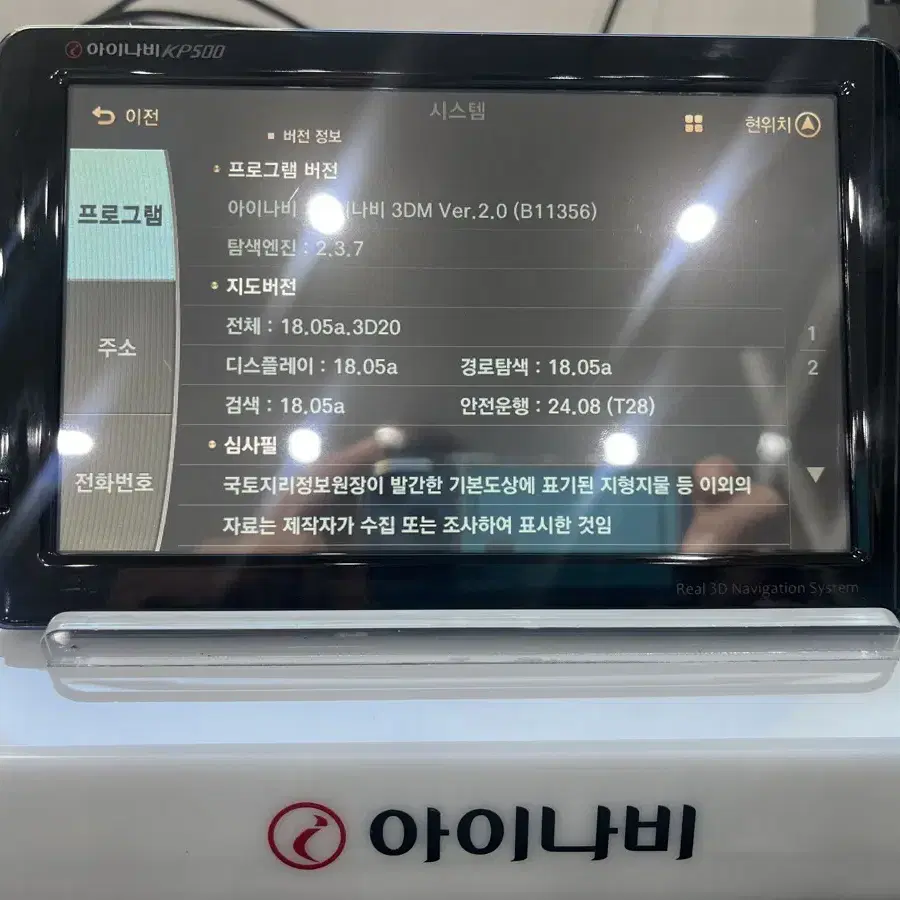 아이나비 KP500
이전
시스템
현위치
▪ 버전 정보
프로그램
주소
전화번호
• 프로그램 버전
아이나비 나비 3DM Ver.2.0 (B11356)
탐색엔진 : 2.3.7
• 지도버전
전체 : 18.05a.3D20
디스플레이 : 18.05a 경로탐색 : 18.05a
검색 : 18.05a 안전운행 : 24.08 (T28)
• 심사필
국토지리정보원장이 발간한 기본도상에 표기된 지형지물 등 이외의
자료는 제작자가 수집 또는 조사하여 표시한 것임
1
2
Real 3D Navigation System
아이나비